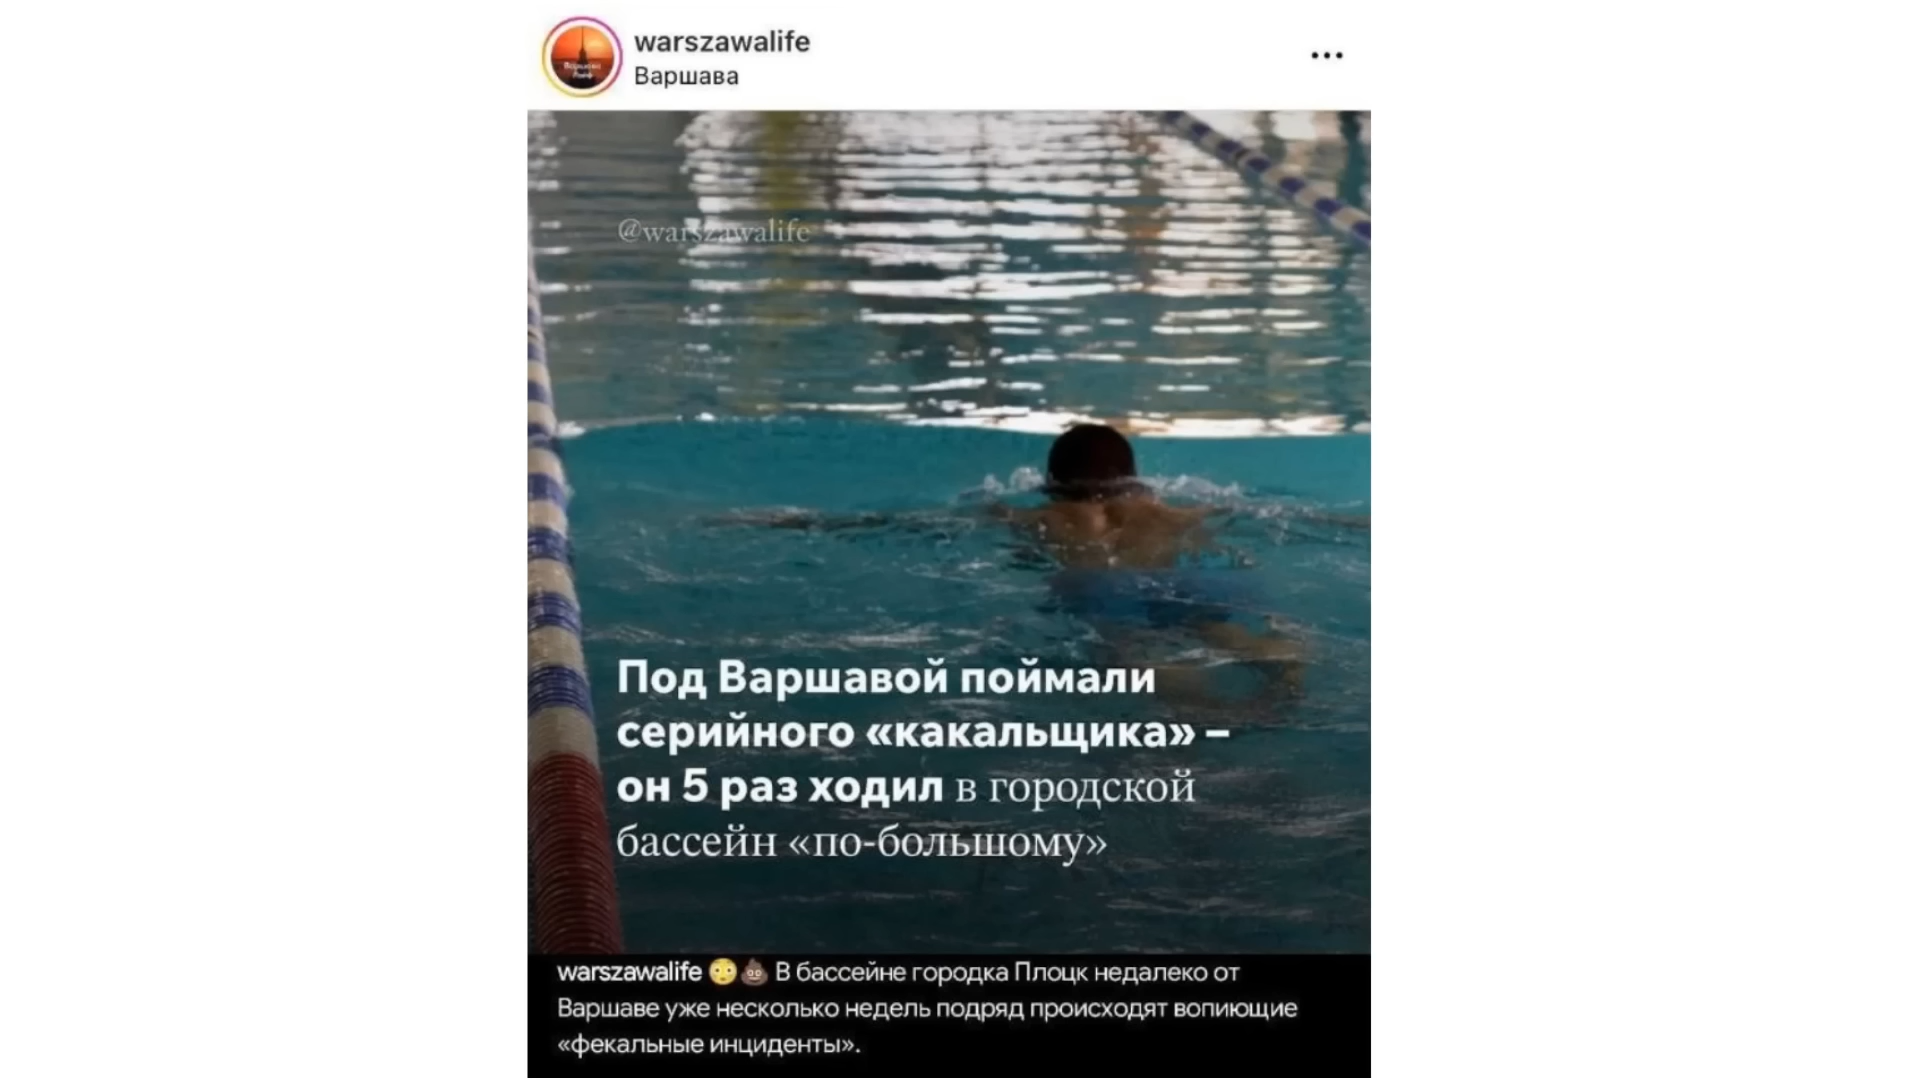 warszawalife
Варшава
@warszawalife
Под Варшавой поймали
серийного «какальщика» –
он 5 раз ходил в городской
бассейн «по-большому»
warszawalife 😳💩 В бассейне городка Плоцк недалеко от
Варшаве уже несколько недель подряд происходят вопиющие
«фекальные инциденты».